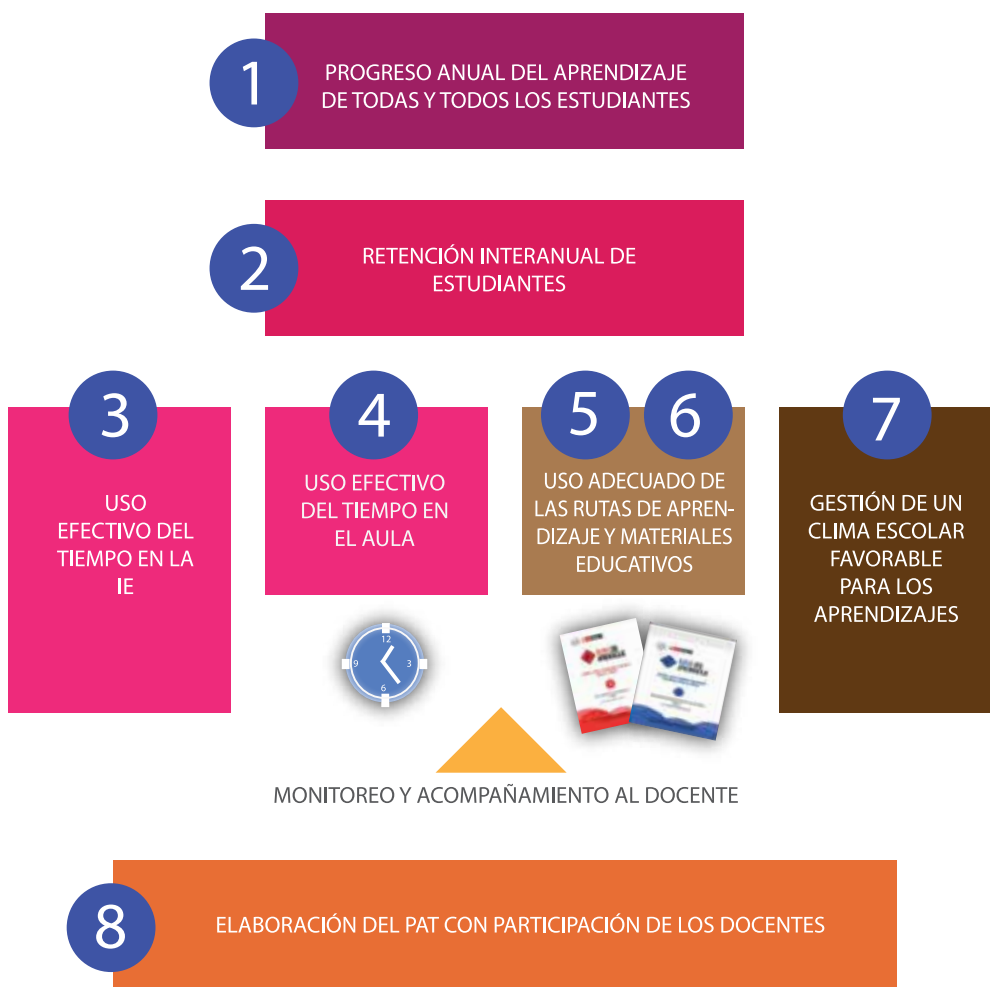 1
PROGRESO ANUAL DEL APRENDIZAJE
DE TODAS Y TODOS LOS ESTUDIANTES
2
RETENCIÓN INTERANUAL DE
ESTUDIANTES
3
USO
EFECTIVO DEL
TIEMPO EN LA
IE
4
USO EFECTIVO
DEL TIEMPO EN
EL AULA
5 6
USO ADECUADO DE
LAS RUTAS DE APREN-
DIZAJE Y MATERIALES
EDUCATIVOS
7
GESTIÓN DE UN
CLIMA ESCOLAR
FAVORABLE
PARA LOS
APRENDIZAJES
12
9 3
6
MONITOREO Y ACOMPAÑAMIENTO AL DOCENTE
8
ELABORACIÓN DEL PAT CON PARTICIPACIÓN DE LOS DOCENTES